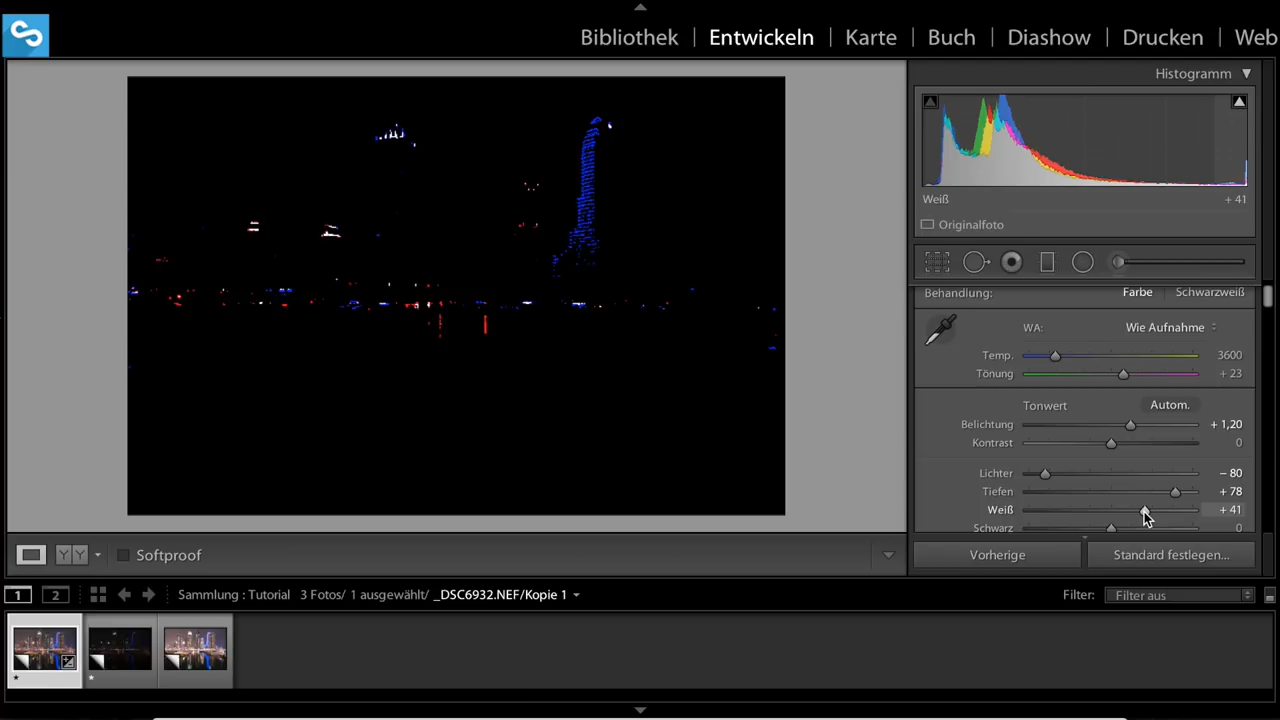 Bibliothek | Entwickeln | Karte | Buch | Diashow | Drucken | Web
Histogramm
Weiß + 41
Originalfoto
Behandlung: Farbe Schwarzweiß
WA: Wie Aufnahme
Temp. 3600
Tönung + 23
Tonwert Autom.
Belichtung + 1,20
Kontrast 0
Lichter − 80
Tiefen + 78
Weiß + 41
Schwarz 0
YY Softproof
Vorherige Standard festlegen...
1 2 Sammlung : Tutorial 3 Fotos/ 1 ausgewählt/ _DSC6932.NEF/Kopie 1 Filter: Filter aus